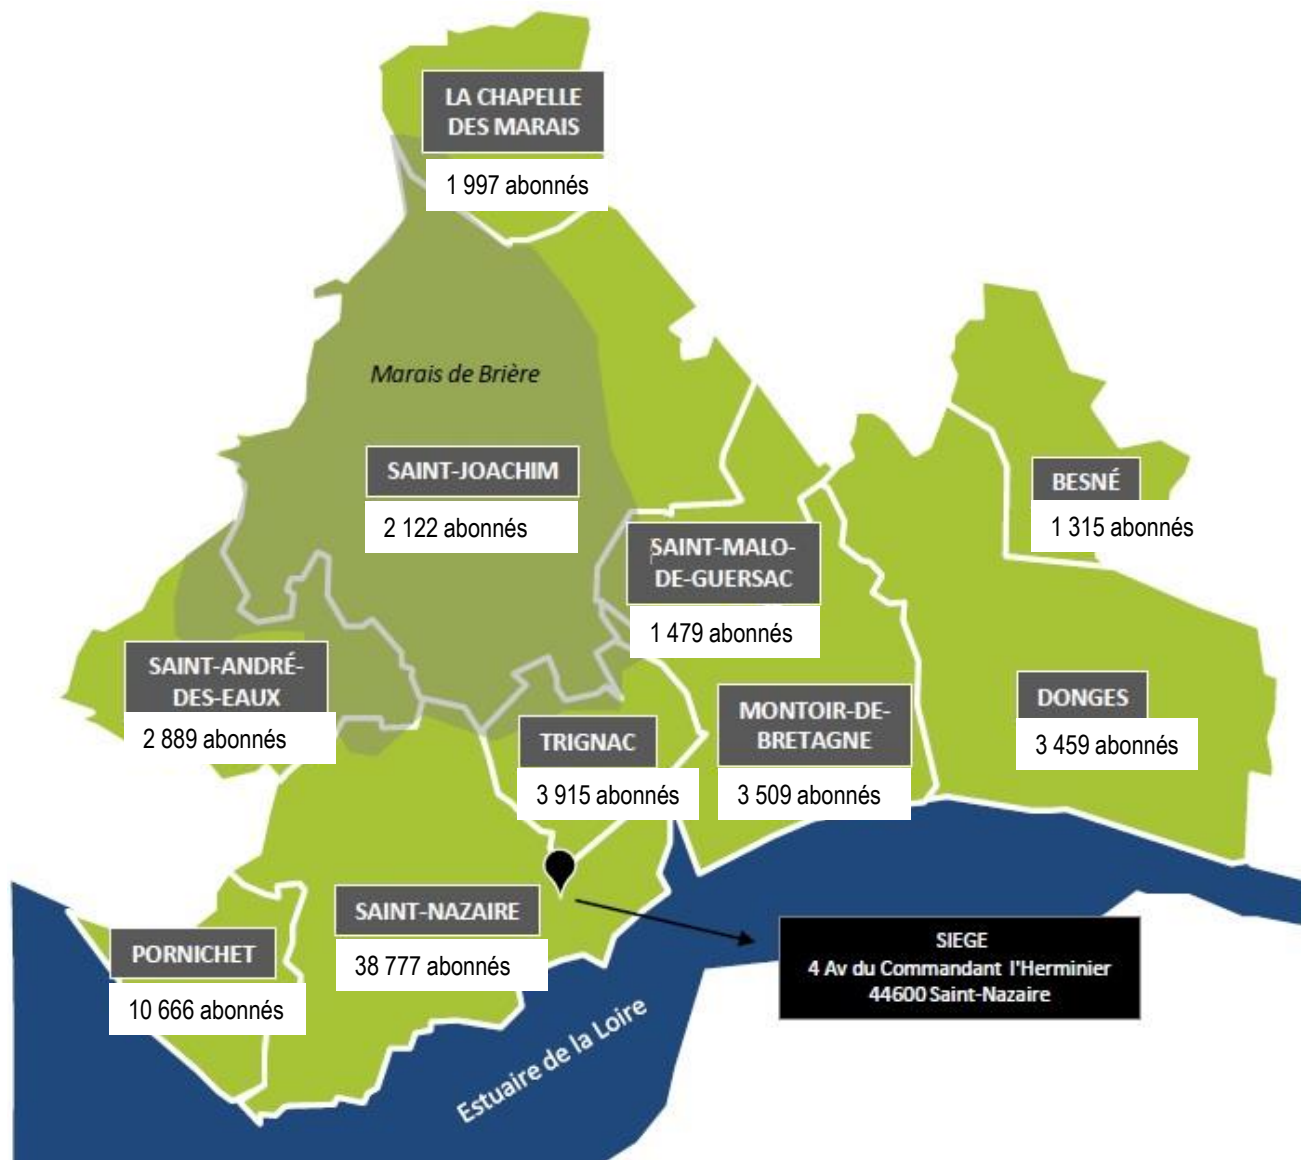 LA CHAPELLE
DES MARAIS
1 997 abonnés
Marais de Brière
SAINT-JOACHIM
2 122 abonnés
BESNÉ
1 315 abonnés
SAINT-MALO-
DE-GUERSAC
1 479 abonnés
SAINT-ANDRÉ-
DES-EAUX
2 889 abonnés
TRIGNAC
3 915 abonnés
MONTOIR-DE-
BRETAGNE
3 509 abonnés
DONGES
3 459 abonnés
SAINT-NAZAIRE
38 777 abonnés
PORNICHET
10 666 abonnés
SIEGE
4 Av du Commandant l'Herminier
44600 Saint-Nazaire
Estuaire de la Loire